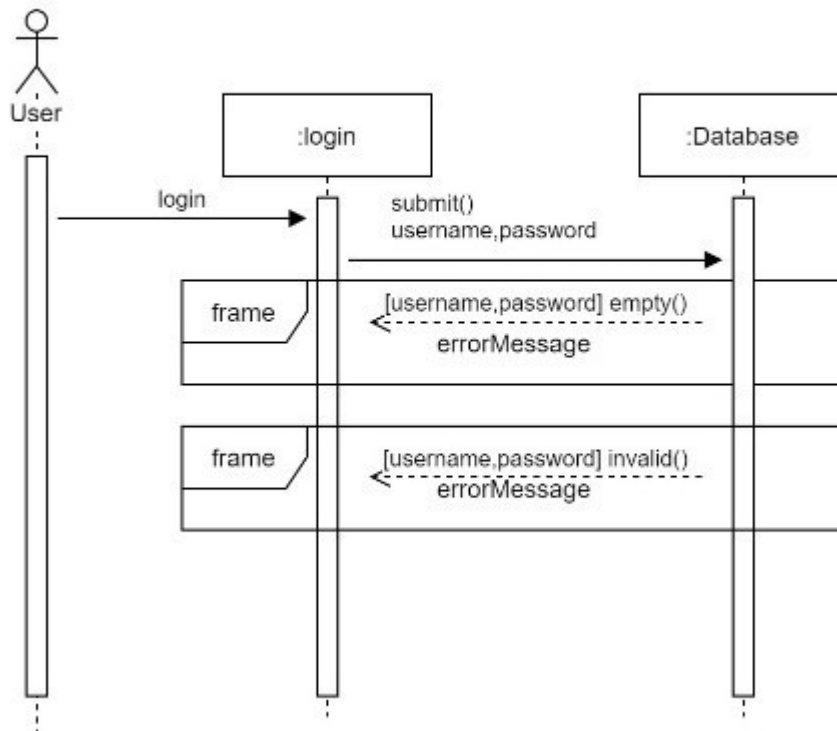 User
:login
:Database
login
submit()
username,password
frame
[username,password] empty()
errorMessage
frame
[username,password] invalid()
errorMessage